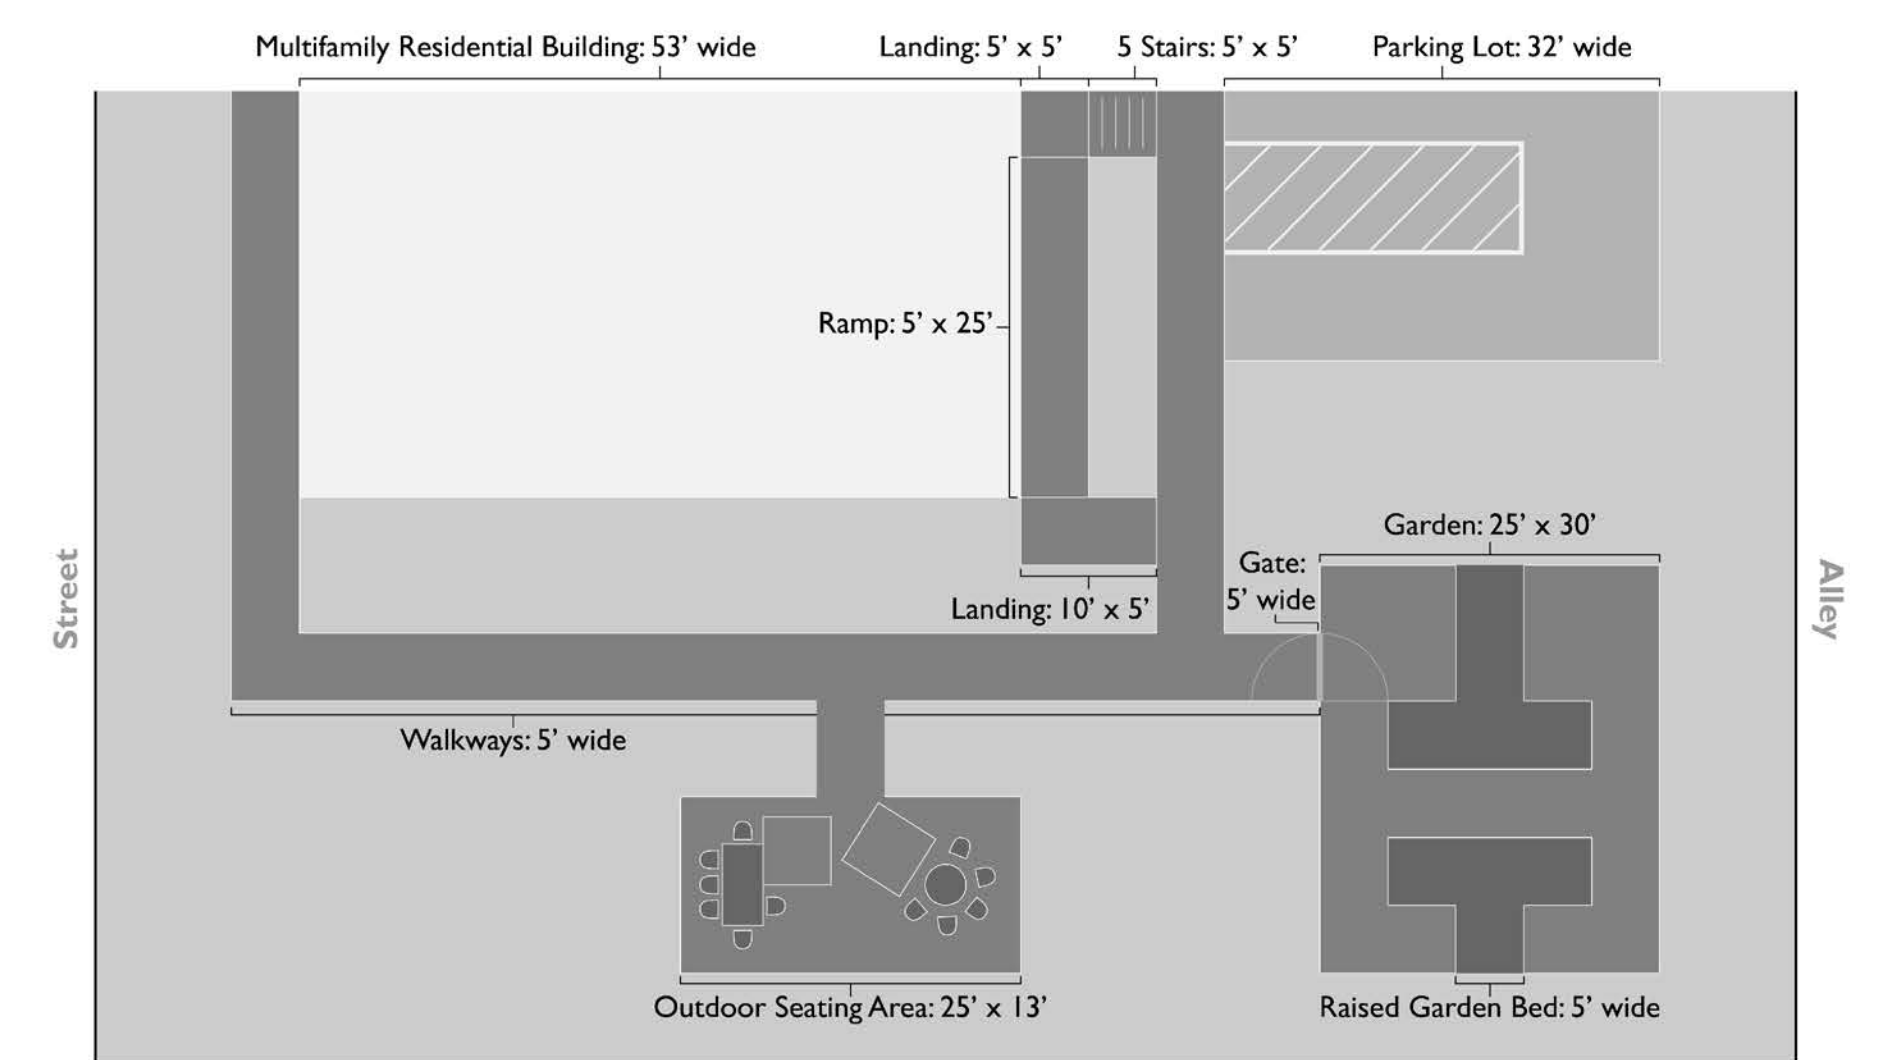 Multifamily Residential Building: 53’ wide
Landing: 5’ x 5’
5 Stairs: 5’ x 5’
Parking Lot: 32’ wide
Ramp: 5’ x 25’
Garden: 25’ x 30’
Gate:
5’ wide
Landing: 10’ x 5’
Street
Alley
Walkways: 5’ wide
Outdoor Seating Area: 25’ x 13’
Raised Garden Bed: 5’ wide